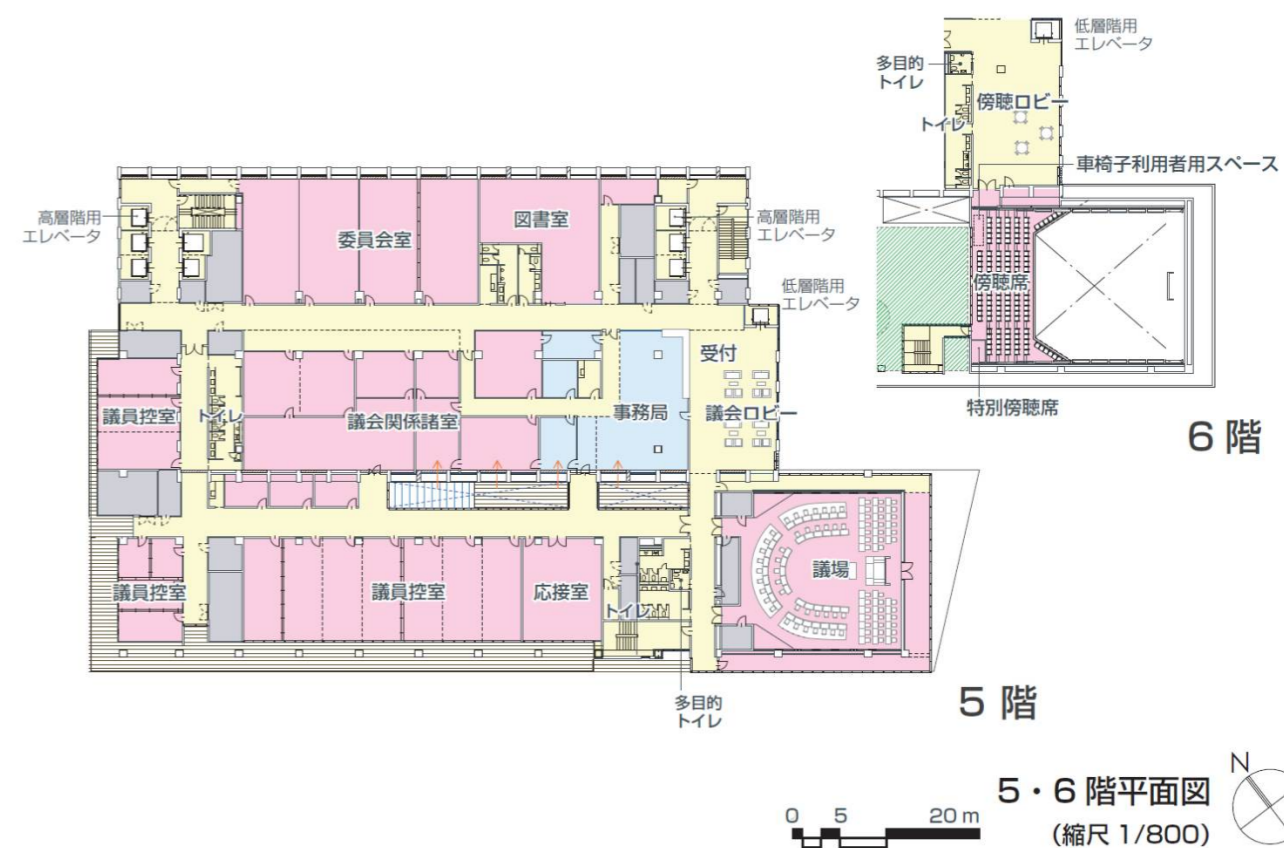 低層階用
エレベータ
多目的
トイレ
傍聴ロビー
トイレ
車椅子利用者用スペース
傍聴席
特別傍聴席
6 階
高層階用
エレベータ
委員会室
図書室
高層階用
エレベータ
低層階用
エレベータ
受付
議員控室
トイレ
議会関係諸室
事務局
議会ロビー
議員控室
議員控室
応接室
トイレ
議場
多目的
トイレ
5 階
5・6 階平面図
(縮尺 1/800)
N
0 5 20 m